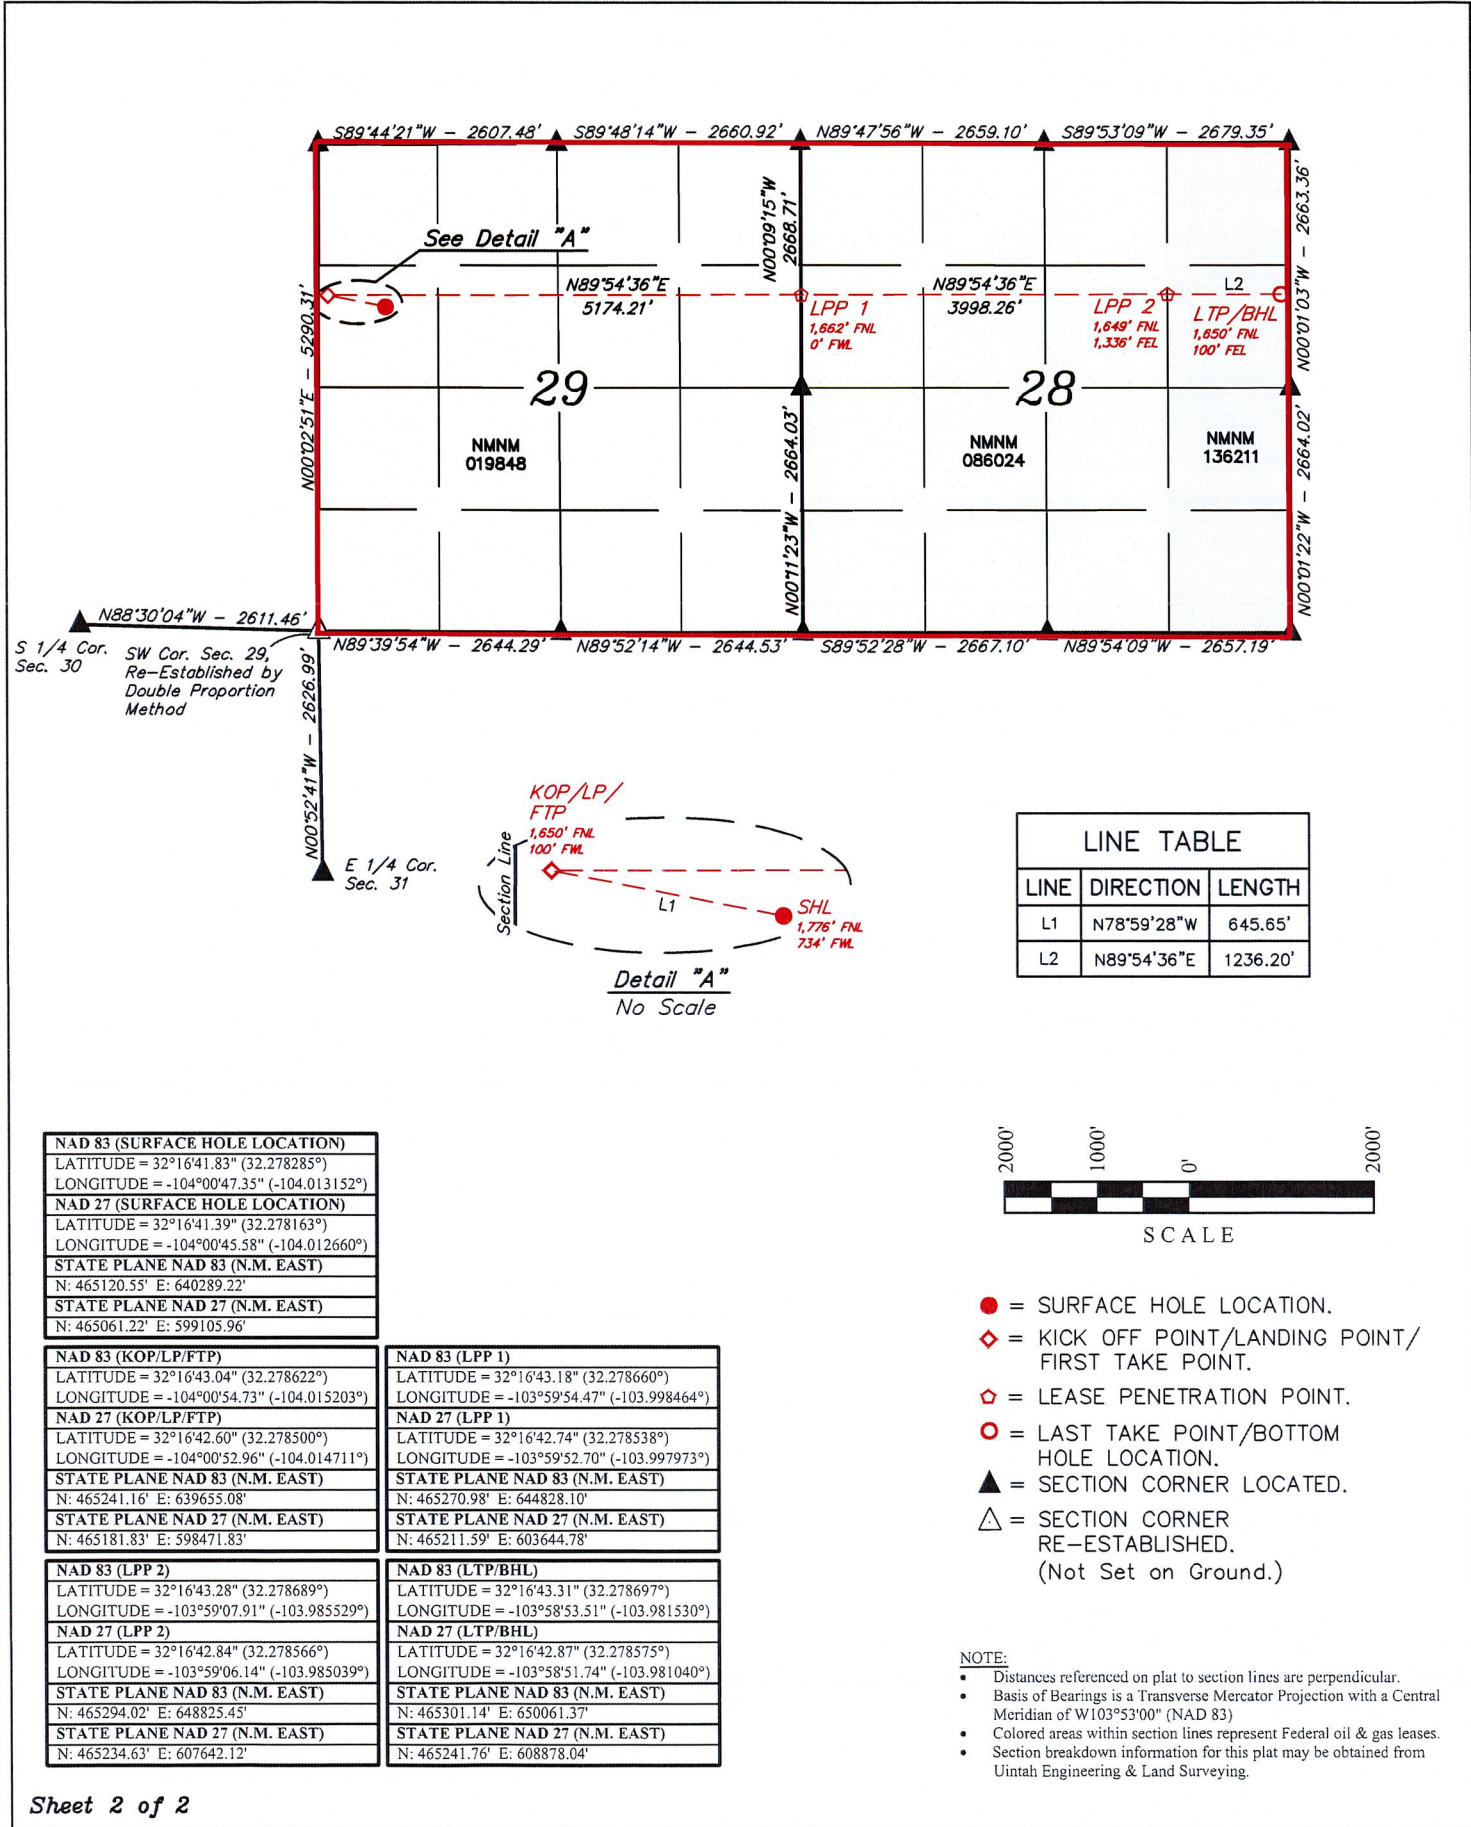 S89°44'21"W - 2607.48'
S89°48'14"W - 2660.92'
N89°47'56"W - 2659.10'
S89°53'09"W - 2679.35'
N00°09'15"W
2668.71'
N00°01'03"W - 2663.36'
See Detail "A"
N00°02'51"E - 5290.31'
N89°54'36"E
5174.21'
N89°54'36"E
3998.26'
L2
LPP 1
1,662' FNL
0' FWL
LPP 2
1,649' FNL
1,336' FEL
LTP/BHL
1,650' FNL
100' FEL
29
28
NMNM
019848
NMNM
086024
NMNM
136211
N00°11'23"W - 2664.03'
N00°01'22"W - 2664.02'
N88°30'04"W - 2611.46'
N89°39'54"W - 2644.29'
N89°52'14"W - 2644.53'
S89°52'28"W - 2667.10'
N89°54'09"W - 2657.19'
S 1/4 Cor.
Sec. 30
SW Cor. Sec. 29,
Re-Established by
Double Proportion
Method
N00°52'41"W - 2626.99'
E 1/4 Cor.
Sec. 31
KOP/LP/
FTP
1,650' FNL
100' FWL
Section Line
L1
SHL
1,776' FNL
734' FWL
Detail "A"
No Scale
LINE TABLE
LINE DIRECTION LENGTH
L1 N78°59'28"W 645.65'
L2 N89°54'36"E 1236.20'
NAD 83 (SURFACE HOLE LOCATION)
LATITUDE = 32°16'41.83" (32.278285°)
LONGITUDE = -104°00'47.35" (-104.013152°)
NAD 27 (SURFACE HOLE LOCATION)
LATITUDE = 32°16'41.39" (32.278163°)
LONGITUDE = -104°00'45.58" (-104.012660°)
STATE PLANE NAD 83 (N.M. EAST)
N: 465120.55' E: 640289.22'
STATE PLANE NAD 27 (N.M. EAST)
N: 465061.22' E: 599105.96'
NAD 83 (KOP/LP/FTP)
LATITUDE = 32°16'43.04" (32.278622°)
LONGITUDE = -104°00'54.73" (-104.015203°)
NAD 27 (KOP/LP/FTP)
LATITUDE = 32°16'42.60" (32.278500°)
LONGITUDE = -104°00'52.96" (-104.014711°)
STATE PLANE NAD 83 (N.M. EAST)
N: 465241.16' E: 639655.08'
STATE PLANE NAD 27 (N.M. EAST)
N: 465181.83' E: 598471.83'
NAD 83 (LPP 1)
LATITUDE = 32°16'43.18" (32.278660°)
LONGITUDE = -103°59'54.47" (-103.998464°)
NAD 27 (LPP 1)
LATITUDE = 32°16'42.74" (32.278538°)
LONGITUDE = -103°59'52.70" (-103.997973°)
STATE PLANE NAD 83 (N.M. EAST)
N: 465270.98' E: 644828.10'
STATE PLANE NAD 27 (N.M. EAST)
N: 465211.59' E: 603644.78'
NAD 83 (LPP 2)
LATITUDE = 32°16'43.28" (32.278689°)
LONGITUDE = -103°59'07.91" (-103.985529°)
NAD 27 (LPP 2)
LATITUDE = 32°16'42.84" (32.278566°)
LONGITUDE = -103°59'06.14" (-103.985039°)
STATE PLANE NAD 83 (N.M. EAST)
N: 465294.02' E: 648825.45'
STATE PLANE NAD 27 (N.M. EAST)
N: 465234.63' E: 607642.12'
NAD 83 (LTP/BHL)
LATITUDE = 32°16'43.31" (32.278697°)
LONGITUDE = -103°58'53.51" (-103.981530°)
NAD 27 (LTP/BHL)
LATITUDE = 32°16'42.87" (32.278575°)
LONGITUDE = -103°58'51.74" (-103.981040°)
STATE PLANE NAD 83 (N.M. EAST)
N: 465301.14' E: 650061.37'
STATE PLANE NAD 27 (N.M. EAST)
N: 465241.76' E: 608878.04'
2000' 1000' 0' 2000'
SCALE
= SURFACE HOLE LOCATION.
= KICK OFF POINT/LANDING POINT/
FIRST TAKE POINT.
= LEASE PENETRATION POINT.
= LAST TAKE POINT/BOTTOM
HOLE LOCATION.
= SECTION CORNER LOCATED.
= SECTION CORNER
RE-ESTABLISHED.
(Not Set on Ground.)
NOTE:
• Distances referenced on plat to section lines are perpendicular.
• Basis of Bearings is a Transverse Mercator Projection with a Central
Meridian of W103°53'00" (NAD 83)
• Colored areas within section lines represent Federal oil & gas leases.
• Section breakdown information for this plat may be obtained from
Uintah Engineering & Land Surveying.
Sheet 2 of 2